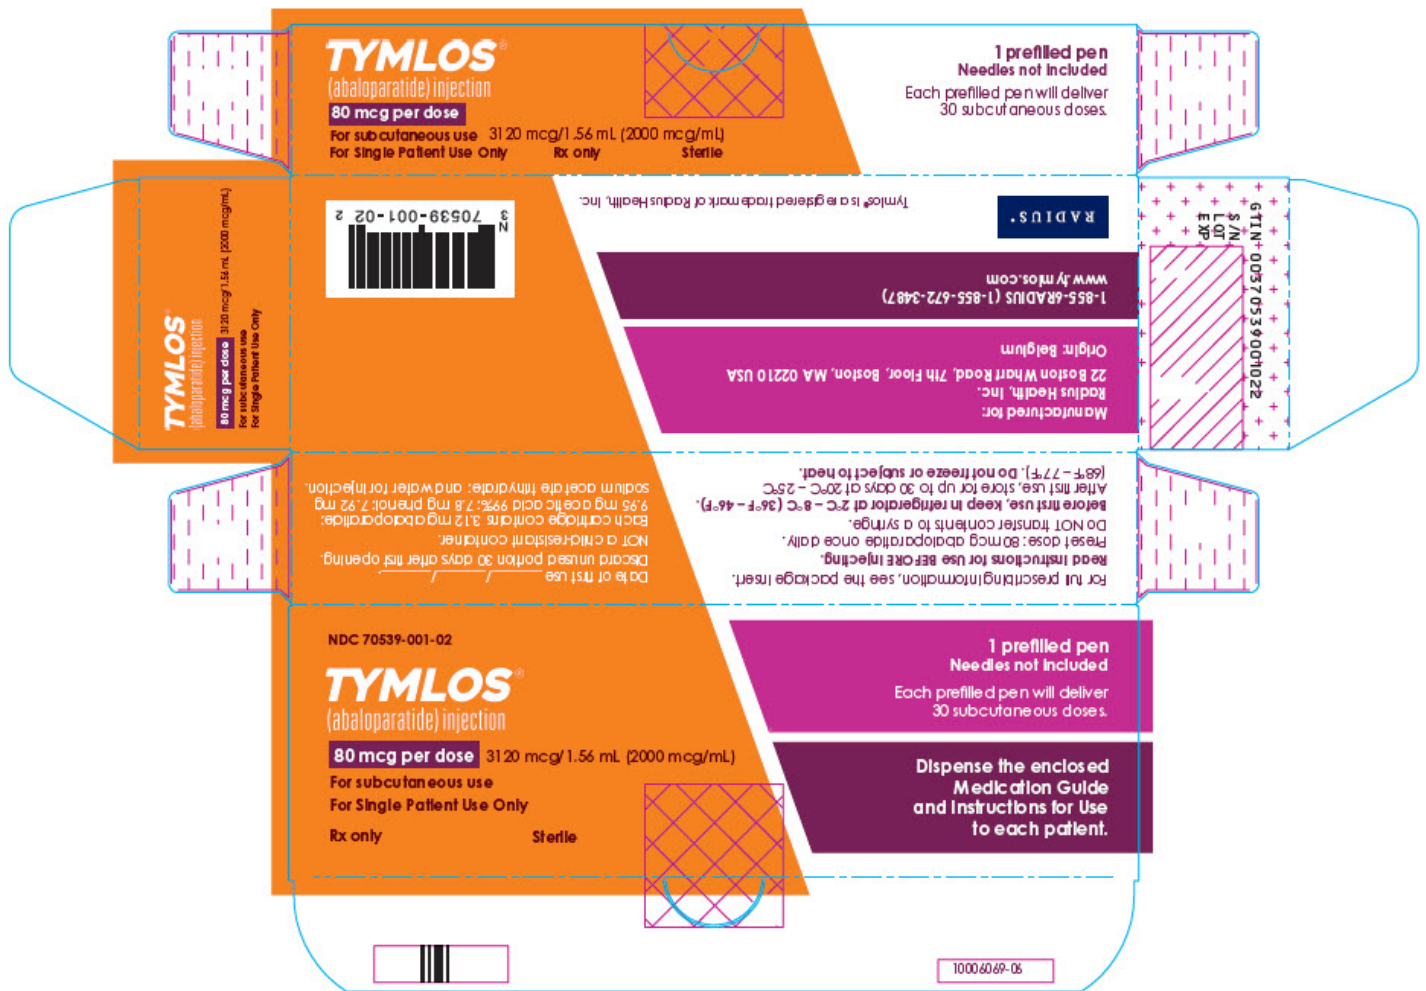 TYMLOS®
(abaloparatide) injection
80 mcg per dose
For subcutaneous use 3120 mcg/1.56 mL (2000 mcg/mL)
For Single Patient Use Only Rx only Sterile
1 prefilled pen
Needles not included
Each prefilled pen will deliver
30 subcutaneous doses.
TYMLOS®
(abaloparatide) injection
80 mcg per dose 3120 mcg/1.56 mL (2000 mcg/mL)
For subcutaneous use
For Single Patient Use Only
N3 70539-001-02 2
RADIUS®
Tymlos® is a registered trademark of Radius Health, Inc.
1-855-6RADIUS (1-855-672-3487)
www.tymlos.com
Manufactured for:
Radius Health, Inc.
22 Boston Wharf Road, 7th Floor, Boston, MA 02210 USA
Origin: Belgium
GTIN 00370539001022
S/N
LOT
EXP
For full prescribing information, see the package insert.
Read Instructions for Use BEFORE injecting.
Preset dose: 80 mcg abaloparatide once daily.
Do NOT transfer contents to a syringe.
Before first use, keep in refrigerator at 2°C – 8°C (36°F – 46°F).
After first use, store for up to 30 days at 20°C – 25°C
(68°F – 77°F). Do not freeze or subject to heat.
Date of first use ______/______/______.
Discard unused portion 30 days after first opening.
NOT a child-resistant container.
Each cartridge contains 3.12 mg abaloparatide;
9.95 mg acetic acid 99%; 7.8 mg phenol; 7.92 mg
sodium acetate trihydrate; and water for injection.
NDC 70539-001-02
TYMLOS®
(abaloparatide) injection
80 mcg per dose 3120 mcg/1.56 mL (2000 mcg/mL)
For subcutaneous use
For Single Patient Use Only
Rx only Sterile
1 prefilled pen
Needles not included
Each prefilled pen will deliver
30 subcutaneous doses.
Dispense the enclosed
Medication Guide
and Instructions for Use
to each patient.
10006069-06